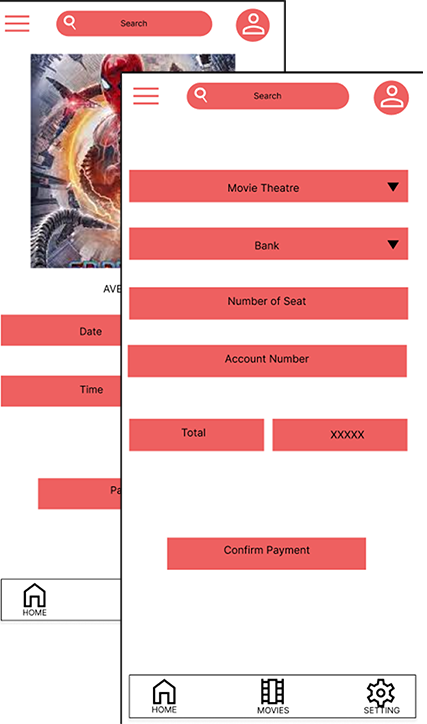 Search
AVE
Date
Time
Pa
HOME
Search
Movie Theatre
Bank
Number of Seat
Account Number
Total
XXXXX
Confirm Payment
HOME
MOVIES
SETTING